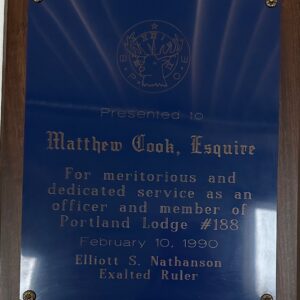 B P O E
Presented to
Matthew Cook, Esquire
For meritorious and
dedicated service as an
officer and member of
Portland Lodge #188
February 10, 1990
Elliott S. Nathanson
Exalted Ruler